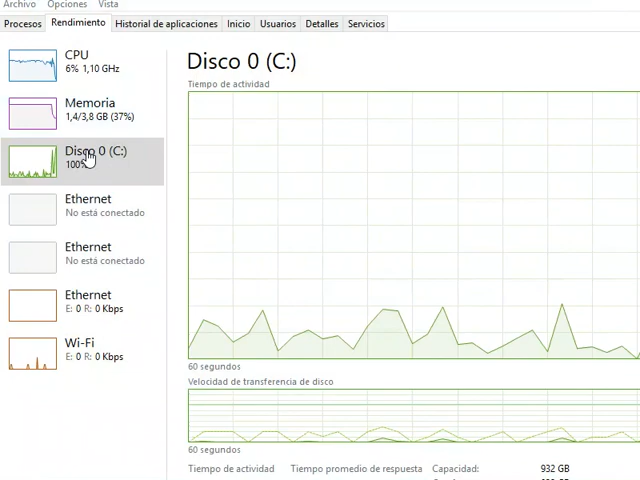 Archivo Opciones Vista
Procesos Rendimiento Historial de aplicaciones Inicio Usuarios Detalles Servicios
CPU
6% 1,10 GHz
Memoria
1,4/3,8 GB (37%)
Disco 0 (C:)
100%
Ethernet
No está conectado
Ethernet
No está conectado
Ethernet
E: 0 R: 0 Kbps
Wi-Fi
E: 0 R: 0 Kbps
Disco 0 (C:)
Tiempo de actividad
60 segundos
Velocidad de transferencia de disco
60 segundos
Tiempo de actividad Tiempo promedio de respuesta Capacidad: 932 GB